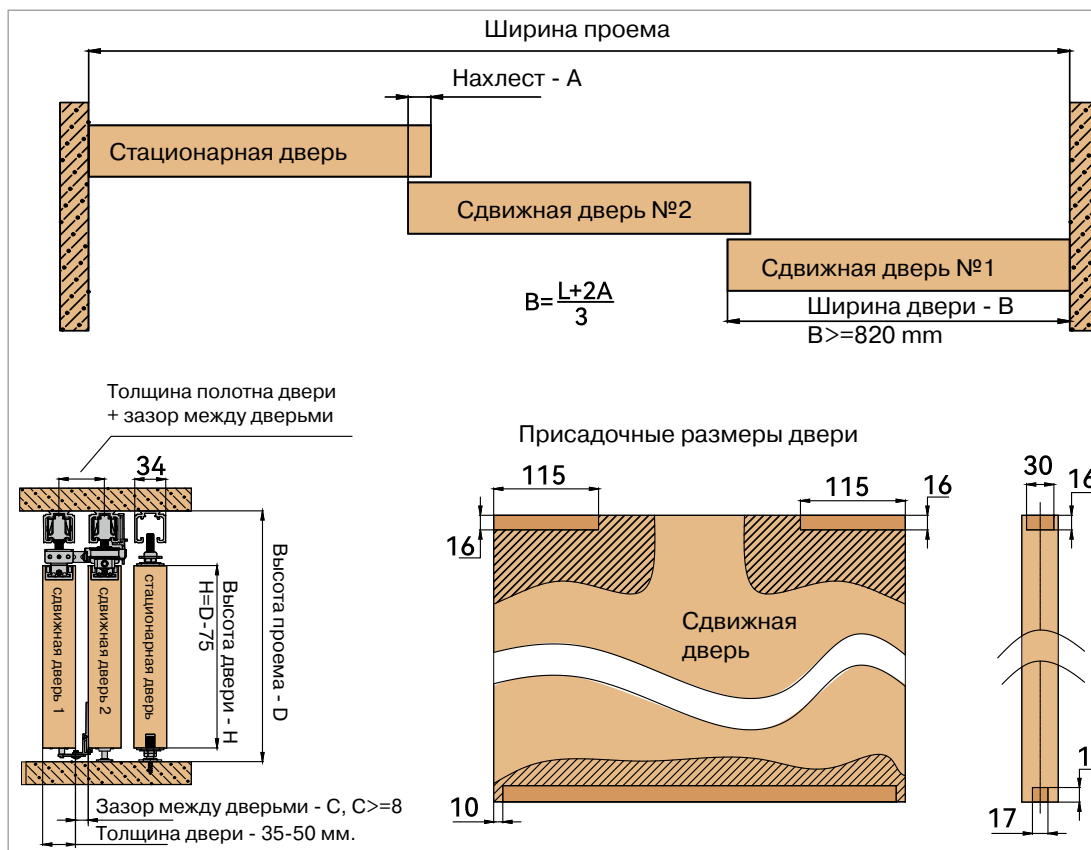 Ширина проема
Нахлест - А
Стационарная дверь
Сдвижная дверь №2
Сдвижная дверь №1
B=L+2A/3
Ширина двери - В
B>=820 mm
Толщина полотна двери
+ зазор между дверьми
34
сдвижная дверь 1
сдвижная дверь 2
стационарная дверь
Высота двери - Н
H=D-75
Высота проема - D
Зазор между дверьми - С, С>=8
Толщина двери - 35-50 мм.
Присадочные размеры двери
115
115
16
16
Сдвижная
дверь
10
30
16
17